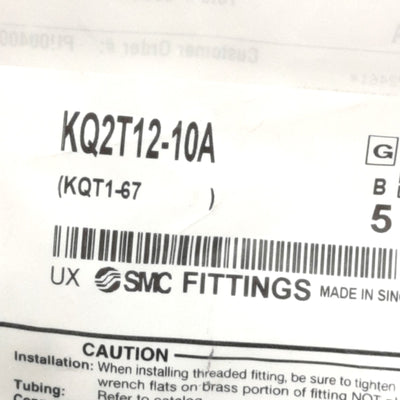 Customer Order #:
KQ2T12-10A
G
(KQT1-67 )
B
5
UX SMC FITTINGS MADE IN
CAUTION
Installation: When installing threaded fitting, be sure to tighten
wrench flats on brass portion of fitting NOT
Tubing: Refer to catalog